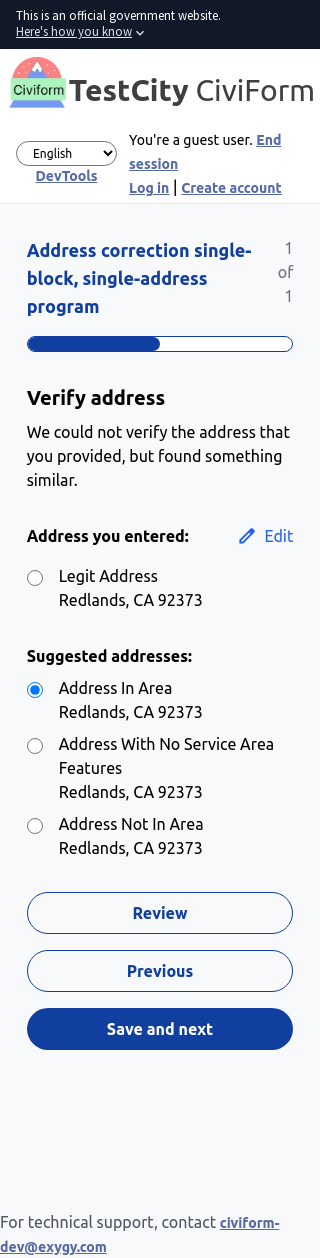 This is an official government website.
Here's how you know
Civiform
TestCity CiviForm
English
DevTools
You're a guest user. End
session
Log in | Create account
Address correction single-
block, single-address
program
1
of
1
Verify address
We could not verify the address that
you provided, but found something
similar.
Address you entered:
Edit
Legit Address
Redlands, CA 92373
Suggested addresses:
Address In Area
Redlands, CA 92373
Address With No Service Area
Features
Redlands, CA 92373
Address Not In Area
Redlands, CA 92373
Review
Previous
Save and next
For technical support, contact civiform-
dev@exygy.com